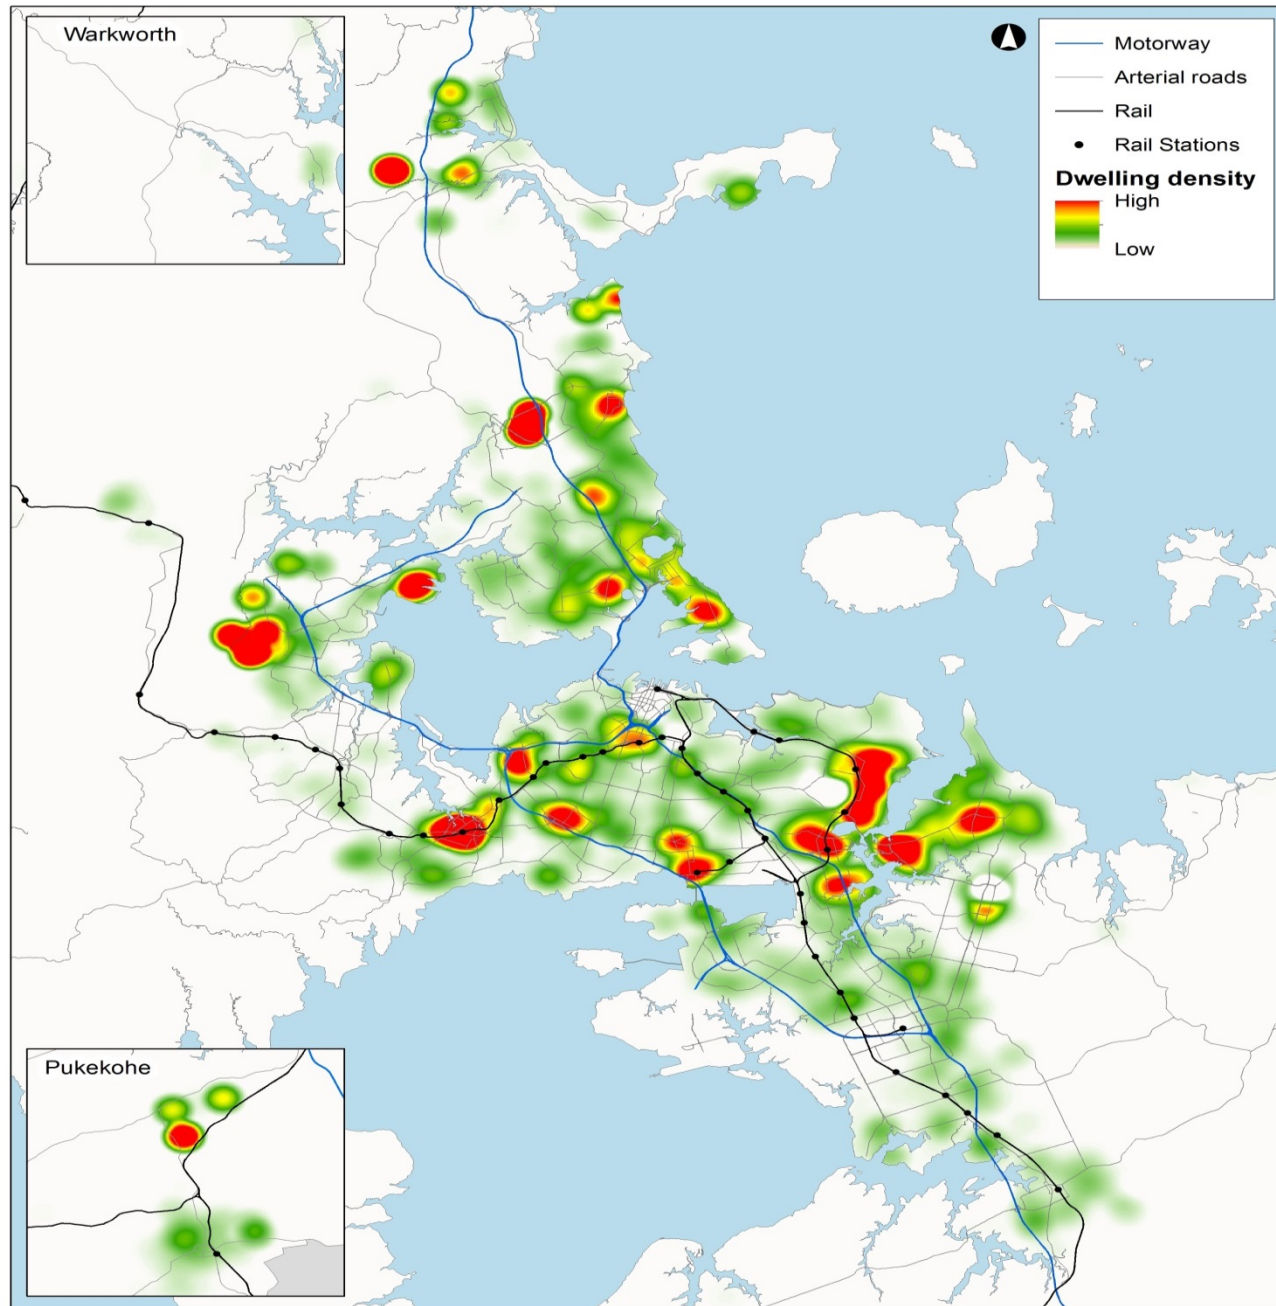 Warkworth
Motorway
Arterial roads
Rail
Rail Stations
Dwelling density
High
Low
Pukekohe